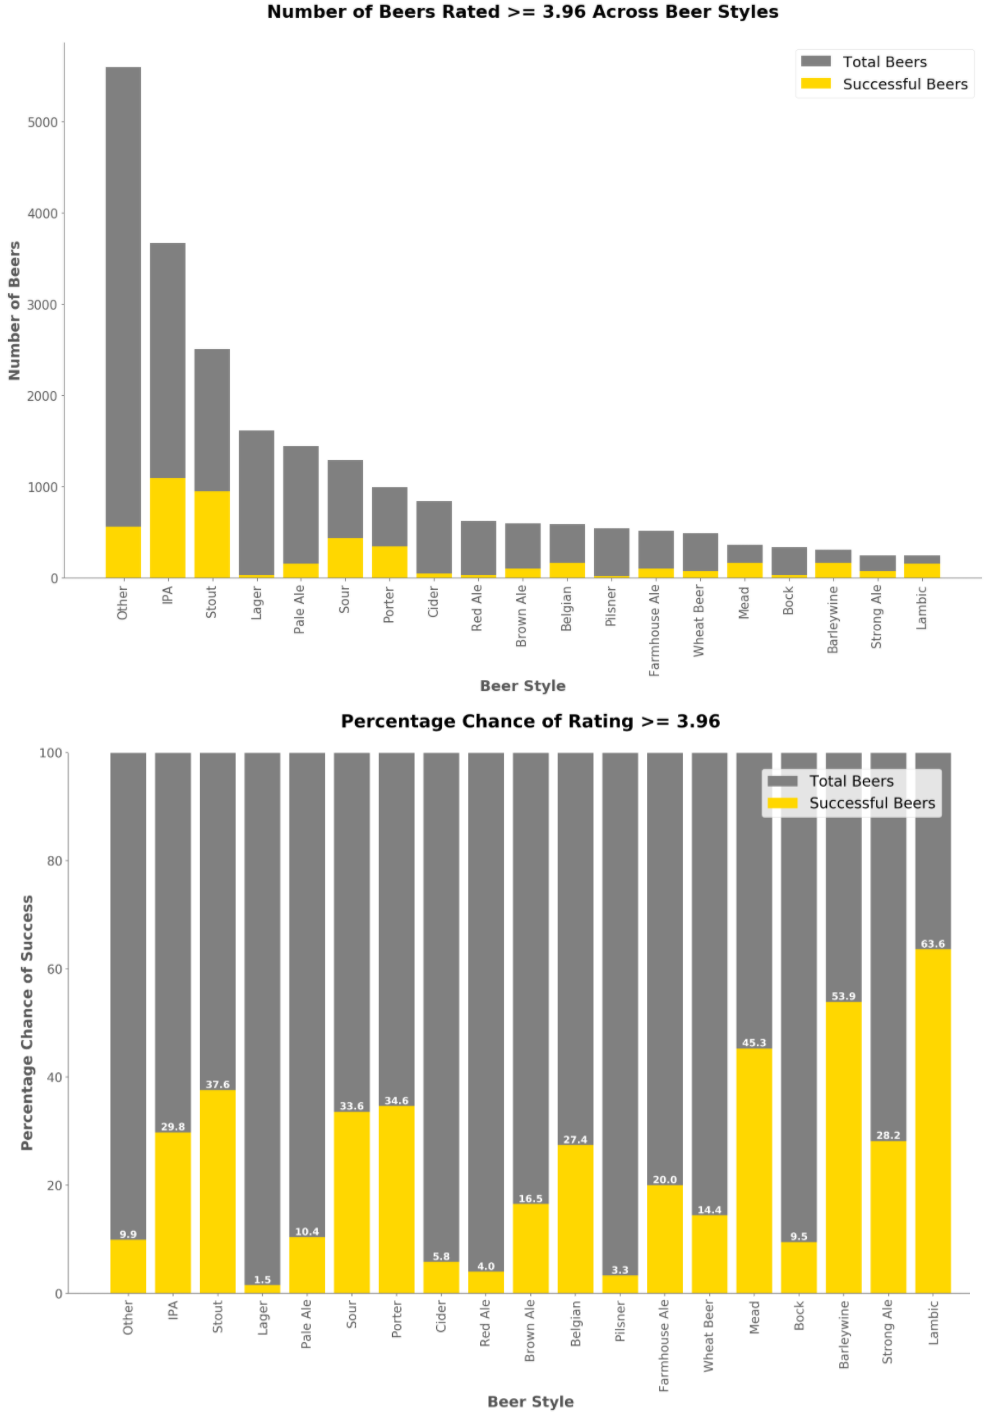 Number of Beers Rated >= 3.96 Across Beer Styles
Total Beers
Successful Beers
Number of Beers
5000
4000
3000
2000
1000
0
Other
IPA
Stout
Lager
Pale Ale
Sour
Porter
Cider
Red Ale
Brown Ale
Belgian
Pilsner
Farmhouse Ale
Wheat Beer
Mead
Bock
Barleywine
Strong Ale
Lambic
Beer Style
Percentage Chance of Rating >= 3.96
Total Beers
Successful Beers
Percentage Chance of Success
100
80
60
40
20
0
9.9
29.8
37.6
1.5
10.4
33.6
34.6
5.8
4.0
16.5
27.4
3.3
20.0
14.4
45.3
9.5
53.9
28.2
63.6
Other
IPA
Stout
Lager
Pale Ale
Sour
Porter
Cider
Red Ale
Brown Ale
Belgian
Pilsner
Farmhouse Ale
Wheat Beer
Mead
Bock
Barleywine
Strong Ale
Lambic
Beer Style